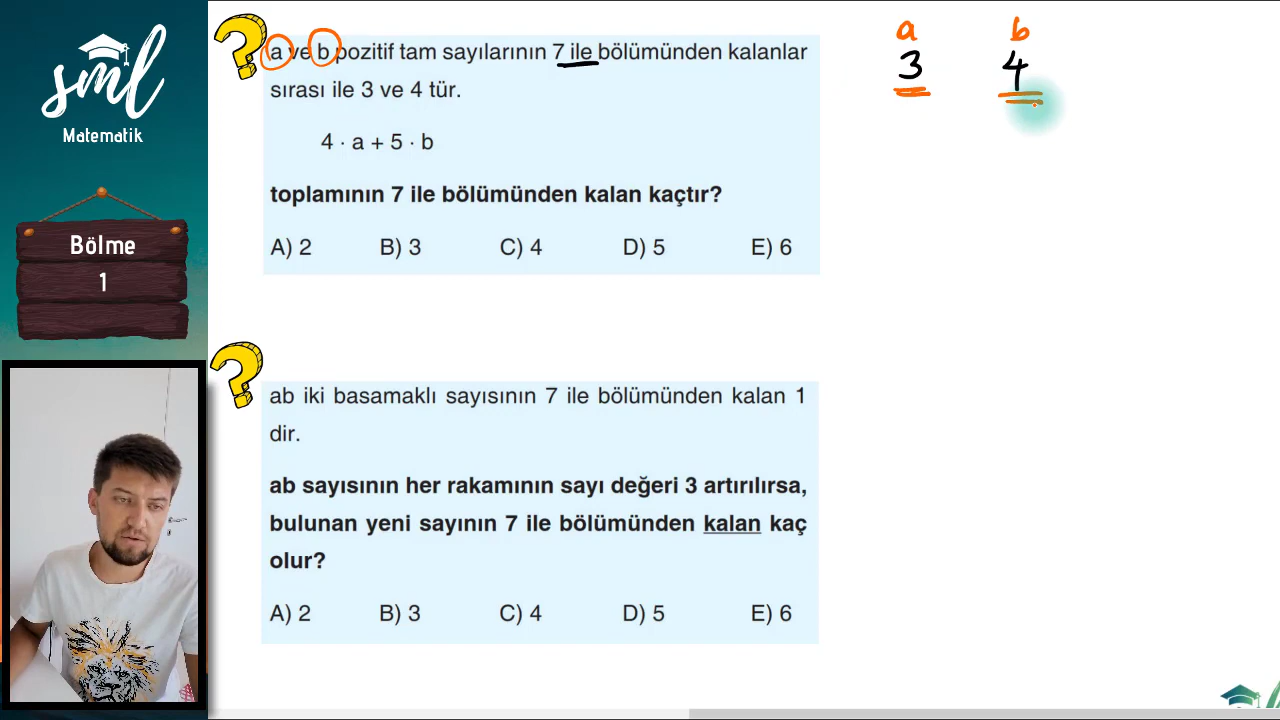 sml
Matematik
Bölme
1
a ve b pozitif tam sayılarının 7 ile bölümünden kalanlar
sırası ile 3 ve 4 tür.
4 · a + 5 · b
toplamının 7 ile bölümünden kalan kaçtır?
A) 2 B) 3 C) 4 D) 5 E) 6
a b
3 4
ab iki basamaklı sayısının 7 ile bölümünden kalan 1
dir.
ab sayısının her rakamının sayı değeri 3 artırılırsa,
bulunan yeni sayının 7 ile bölümünden kalan kaç
olur?
A) 2 B) 3 C) 4 D) 5 E) 6